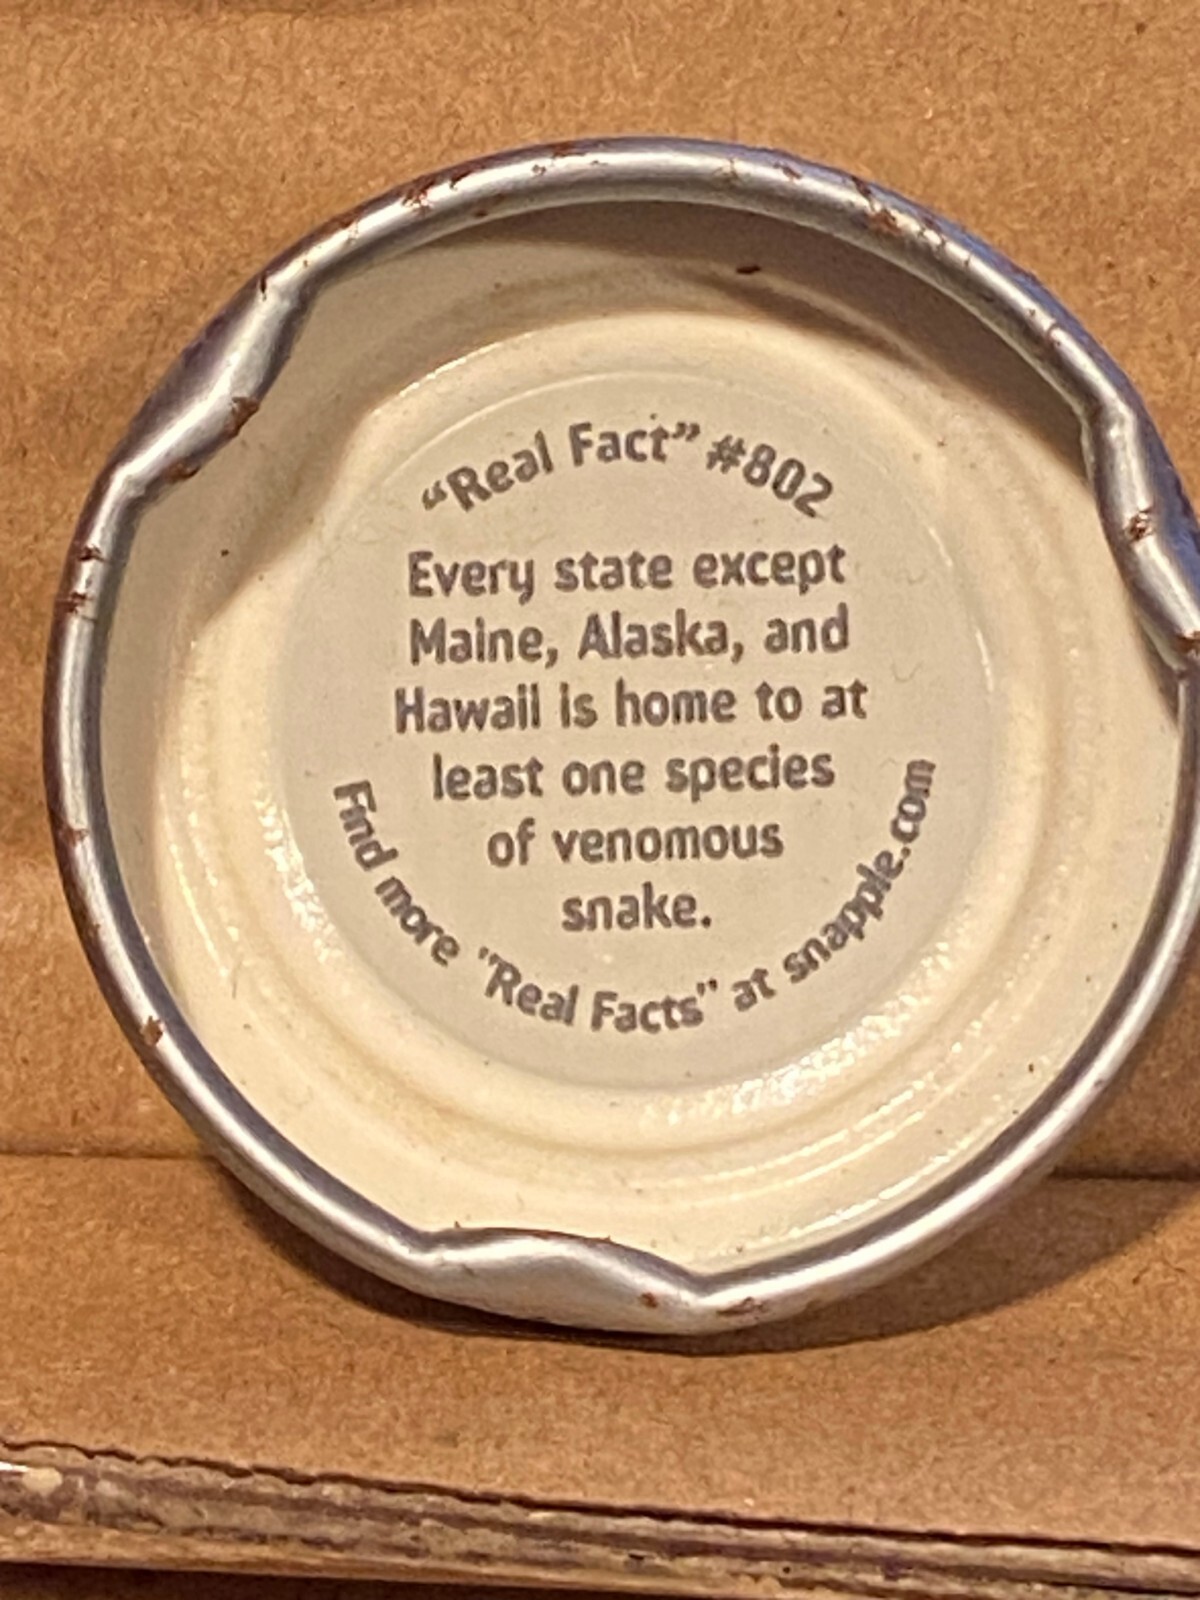 “Real Fact” #802
Every state except
Maine, Alaska, and
Hawaii is home to at
least one species
of venomous
snake.
Find more "Real Facts" at snapple.com